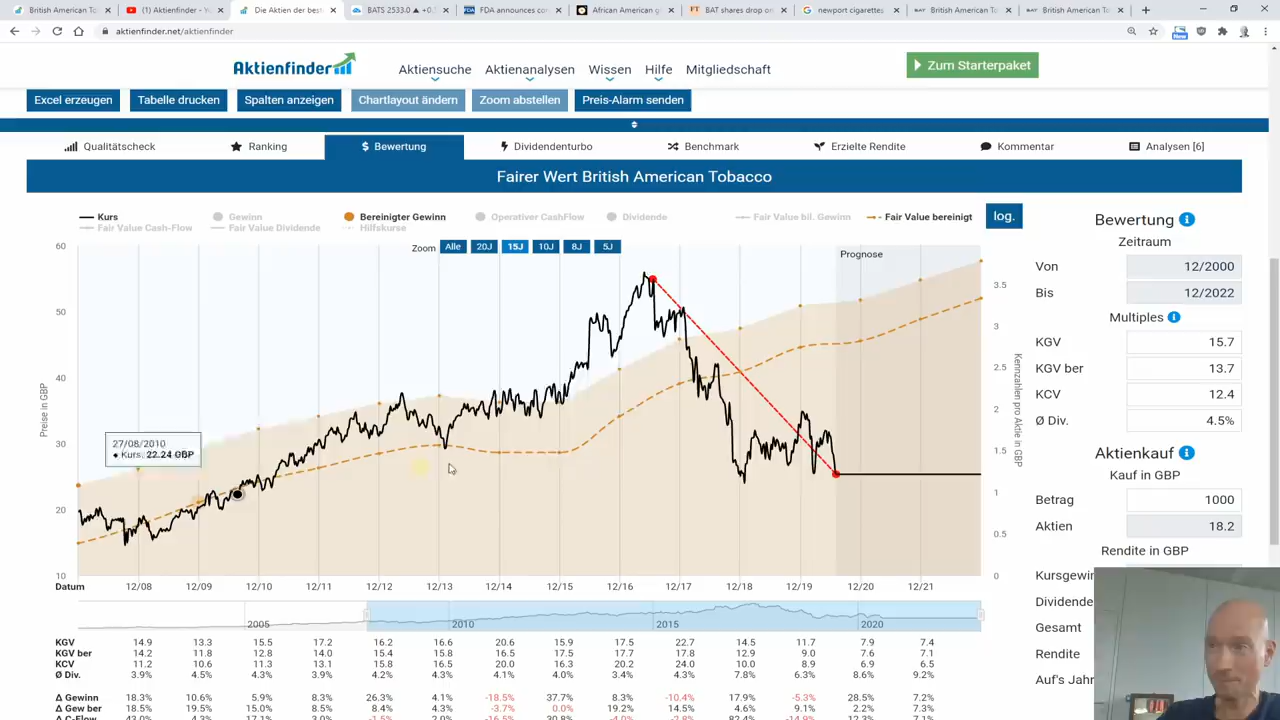 British American To
(1) Aktienfinder - Y
Die Aktien der best
BATS 2533.0 ▲ +0.5
FDA announces co
African American g
BAT shares drop on
newport cigarettes
British American To
British American To
aktienfinder.net/aktienfinder
New
Aktienfinder
Aktiensuche
Aktienanalysen
Wissen
Hilfe
Mitgliedschaft
Zum Starterpaket
Excel erzeugen
Tabelle drucken
Spalten anzeigen
Chartlayout ändern
Zoom abstellen
Preis-Alarm senden
Qualitätscheck
Ranking
$ Bewertung
Dividendenturbo
Benchmark
Erzielte Rendite
Kommentar
Analysen [6]
Fairer Wert British American Tobacco
Kurs
Gewinn
Bereinigter Gewinn
Operativer CashFlow
Dividende
Fair Value bil. Gewinn
Fair Value bereinigt
log.
Fair Value Cash-Flow
Fair Value Dividende
Hilfskurse
Zoom Alle 20J 15J 10J 8J 5J
Prognose
60
50
40
30
20
10
Preise in GBP
3.5
3
2.5
2
1.5
1
0.5
0
Kennzahlen pro Aktie in GBP
27/08/2010
Kurs: 22.24 GBP
Datum 12/08 12/09 12/10 12/11 12/12 12/13 12/14 12/15 12/16 12/17 12/18 12/19 12/20 12/21
2005 2010 2015 2020
KGV 14.9 13.3 15.5 17.2 16.2 16.6 20.6 15.9 17.5 22.7 14.5 11.7 7.9 7.4
KGV ber 14.2 11.8 12.8 14.0 15.4 15.8 16.5 17.5 17.7 17.8 12.9 9.0 7.6 7.1
KCV 11.2 10.6 11.3 13.1 15.8 16.5 20.0 16.3 20.2 24.0 10.0 8.9 6.9 6.5
Ø Div. 3.9% 4.5% 4.3% 4.2% 4.3% 4.1% 4.0% 3.4% 4.3% 7.8% 6.3% 8.6% 9.2%
Δ Gewinn 18.3% 10.6% 5.9% 8.3% 26.3% 4.1% -18.5% 37.7% 8.3% -10.4% 17.9% -5.3% 28.5% 7.2%
Δ Gew ber 18.5% 19.5% 15.0% 8.5% 8.4% 4.3% -3.7% 0.0% 19.2% 14.5% 4.6% 9.1% 2.2% 7.3%
Bewertung
Zeitraum
Von 12/2000
Bis 12/2022
Multiples
KGV 15.7
KGV ber 13.7
KCV 12.4
Ø Div. 4.5%
Aktienkauf
Kauf in GBP
Betrag 1000
Aktien 18.2
Rendite in GBP
Kursgewin
Dividende
Gesamt
Rendite
Auf's Jahr